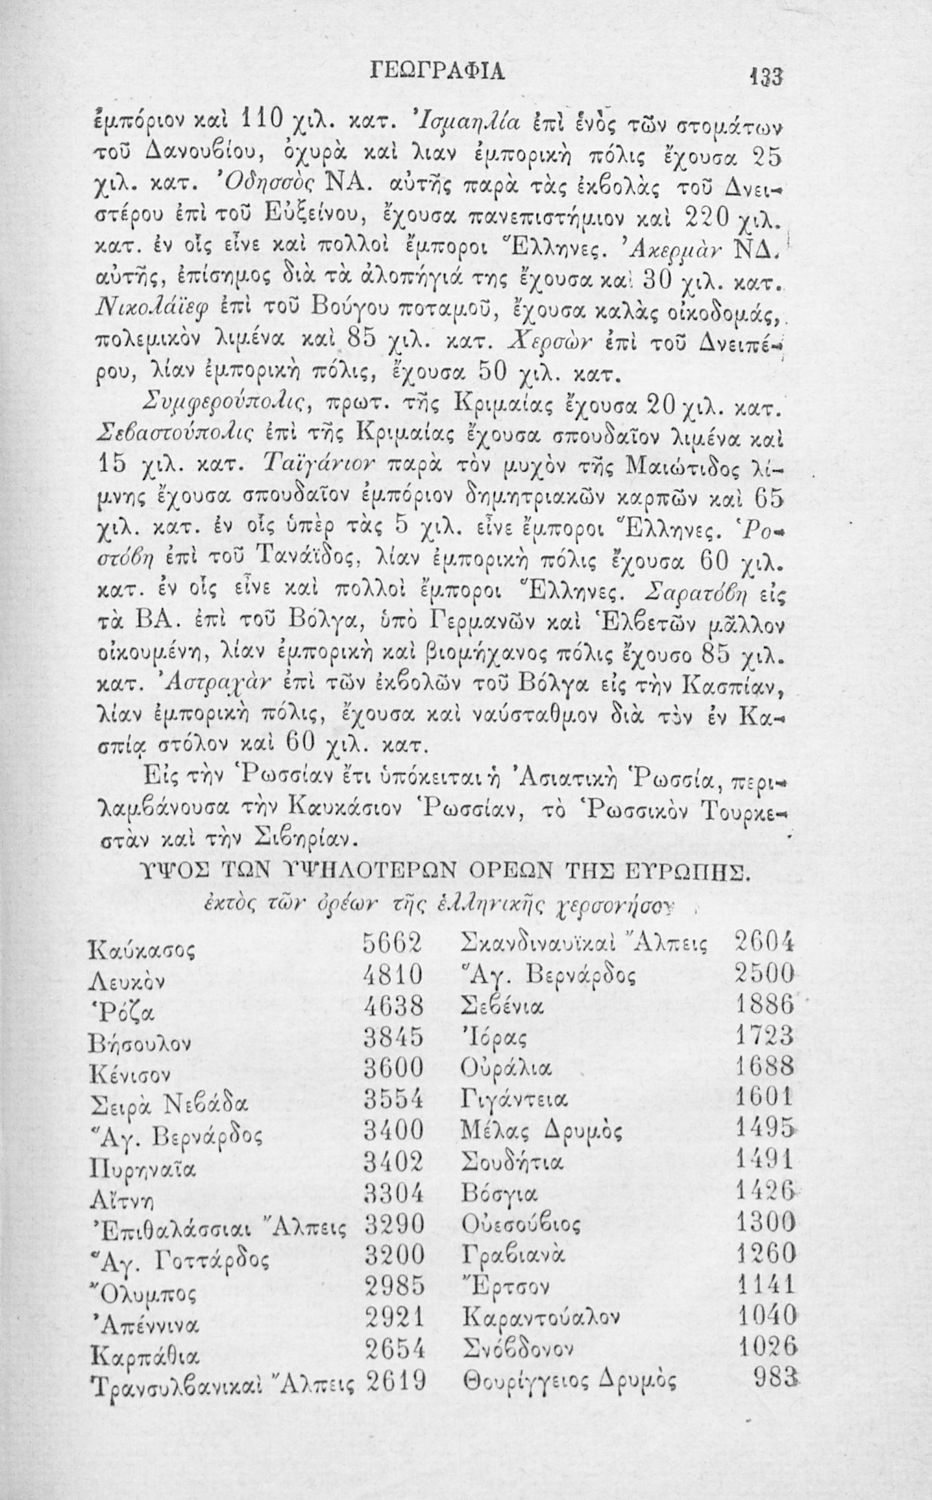 ΓΕΩΓΡΑΦΙΑ 133
ἐμπόριον καὶ 110 χιλ. κατ. Ἰσμαηλία ἐπὶ ἑνὸς τῶν στομάτων
τοῦ Δανουβίου, ὀχυρὰ καὶ λιαν ἐμπορικὴ πόλις ἔχουσα 25
χιλ. κατ. Ὀδησσὸς ΝΑ. αὐτῆς παρὰ τὰς ἐκβολὰς τοῦ Δνει-
στέρου ἐπὶ τοῦ Εὐξείνου, ἔχουσα πανεπιστήμιον καὶ 220 χιλ.
κατ. ἐν οἷς εἶνε καὶ πολλοὶ ἔμποροι Ἕλληνες. Ἀκερμὰν ΝΔ.
αὐτῆς, ἐπίσημος διὰ τὰ ἁλοπήγιά της ἔχουσα καὶ 30 χιλ. κατ.
Νικολάϊεφ ἐπὶ τοῦ Βούγου ποταμοῦ, ἔχουσα καλὰς οἰκοδομάς,
πολεμικὸν λιμένα καὶ 85 χιλ. κατ. Χερσὼν ἐπὶ τοῦ Δνειπέ-
ρου, λίαν ἐμπορικὴ πόλις, ἔχουσα 50 χιλ. κατ.
Συμφερούπολις, πρωτ. τῆς Κριμαίας ἔχουσα 20 χιλ. κατ.
Σεβαστούπολις ἐπὶ τῆς Κριμαίας ἔχουσα σπουδαῖον λιμένα καὶ
15 χιλ. κατ. Ταϊγάνιον παρὰ τὸν μυχὸν τῆς Μαιώτιδος λί-
μνης ἔχουσα σπουδαῖον ἐμπόριον δημητριακῶν καρπῶν καὶ 65
χιλ. κατ. ἐν οἷς ὑπὲρ τὰς 5 χιλ. εἶνε ἔμποροι Ἕλληνες. Ῥο-
στόβη ἐπὶ τοῦ Τανάϊδος, λίαν ἐμπορικὴ πόλις ἔχουσα 60 χιλ.
κατ. ἐν οἷς εἶνε καὶ πολλοὶ ἔμποροι Ἕλληνες. Σαρατόβη εἰς
τὰ ΒΑ. ἐπὶ τοῦ Βόλγα, ὑπὸ Γερμανῶν καὶ Ἑλβετῶν μᾶλλον
οἰκουμένη, λίαν ἐμπορικὴ καὶ βιομήχανος πόλις ἔχουσο 85 χιλ.
κατ. Ἀστραχὰν ἐπὶ τῶν ἐκβολῶν τοῦ Βόλγα εἰς τὴν Κασπίαν,
λίαν ἐμπορικὴ πόλις, ἔχουσα καὶ ναύσταθμον διὰ τὸν ἐν Κα-
σπίᾳ στόλον καὶ 60 χιλ. κατ.
Εἰς τὴν Ῥωσσίαν ἔτι ὑπόκειται ἡ Ἀσιατικὴ Ῥωσσία, περι-
λαμβάνουσα τὴν Καυκάσιον Ῥωσσίαν, τὸ Ῥωσσικὸν Τουρκε-
στὰν καὶ τὴν Σιβηρίαν.
ΥΨΟΣ ΤΩΝ ΥΨΗΛΟΤΕΡΩΝ ΟΡΕΩΝ ΤΗΣ ΕΥΡΩΠΗΣ.
ἐκτὸς τῶν ὀρέων τῆς ἑλληνικῆς χερσονήσου
Καύκασος 5662
Λευκὸν 4810
Ῥόζα 4638
Βήσουλον 3845
Κένισον 3600
Σειρὰ Νεβάδα 3554
Ἅγ. Βερνάρδος 3400
Πυρηναῖα 3402
Αἴτνη 3304
Ἐπιθαλάσσιαι Ἄλπεις 3290
Ἅγ. Γοττάρδος 3200
Ὄλυμπος 2985
Ἀπέννινα 2921
Καρπάθια 2654
Τρανσυλβανικαὶ Ἄλπεις 2619
Σκανδιναυϊκαὶ Ἄλπεις 2604
Ἅγ. Βερνάρδος 2500
Σεβένια 1886
Ἰόρας 1723
Οὐράλια 1688
Γιγάντεια 1601
Μέλας Δρυμὸς 1495
Σουδήτια 1491
Βόσγια 1426
Οὐεσούβιος 1300
Γραβιανὰ 1260
Ἔρτσον 1141
Καραντούαλον 1040
Σνόβδονον 1026
Θουρίγγειος Δρυμὸς 983